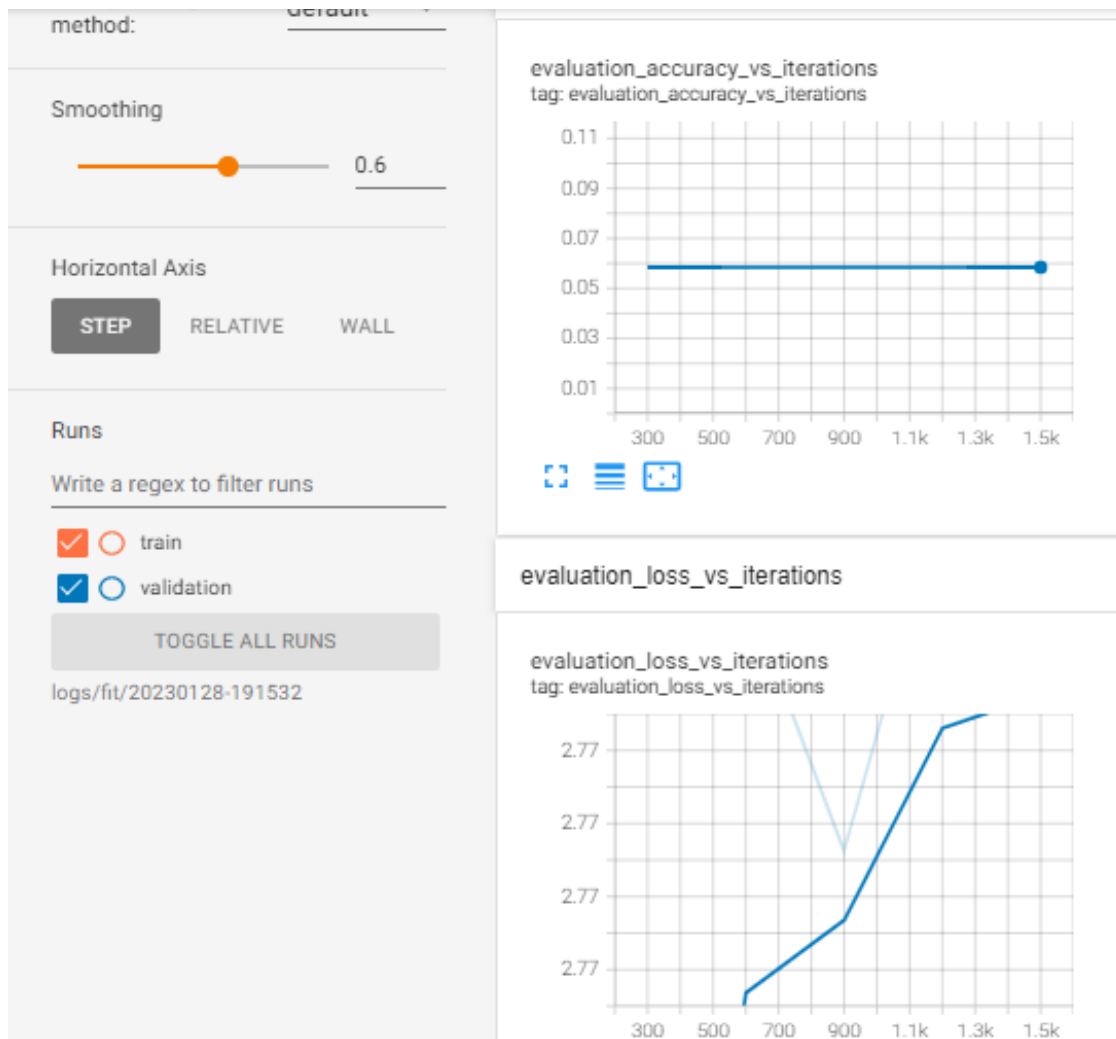 method:
default
Smoothing
0.6
Horizontal Axis
STEP RELATIVE WALL
Runs
Write a regex to filter runs
train
validation
TOGGLE ALL RUNS
logs/fit/20230128-191532
evaluation_accuracy_vs_iterations
tag: evaluation_accuracy_vs_iterations
0.11
0.09
0.07
0.05
0.03
0.01
300 500 700 900 1.1k 1.3k 1.5k
evaluation_loss_vs_iterations
evaluation_loss_vs_iterations
tag: evaluation_loss_vs_iterations
2.77
2.77
2.77
2.77
300 500 700 900 1.1k 1.3k 1.5k